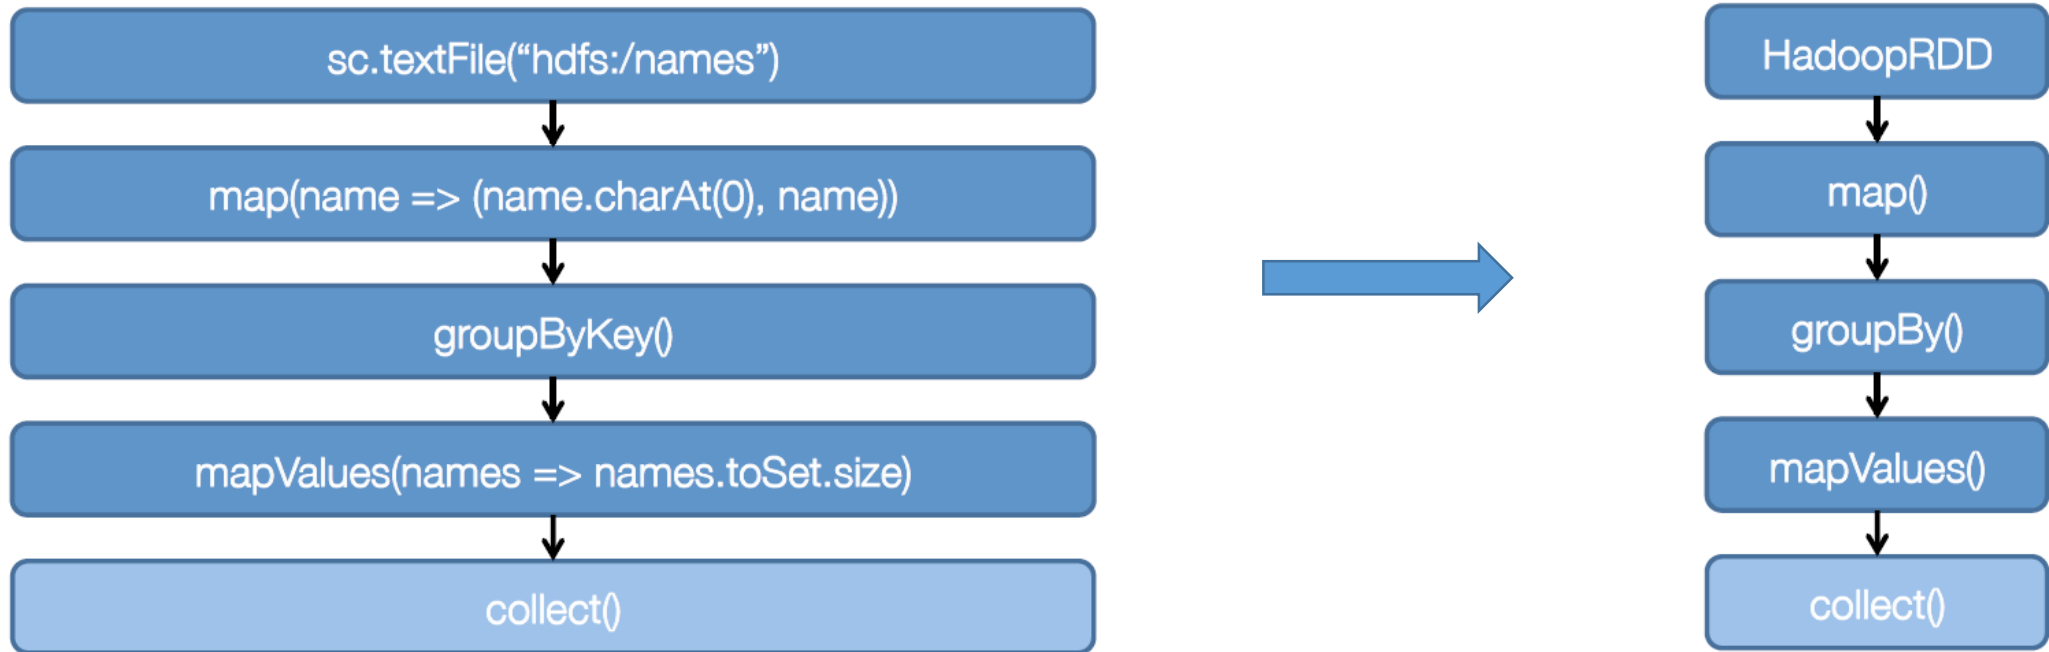 sc.textFile(“hdfs:/names”)
map(name => (name.charAt(0), name))
groupByKey()
mapValues(names => names.toSet.size)
collect()
HadoopRDD
map()
groupBy()
mapValues()
collect()